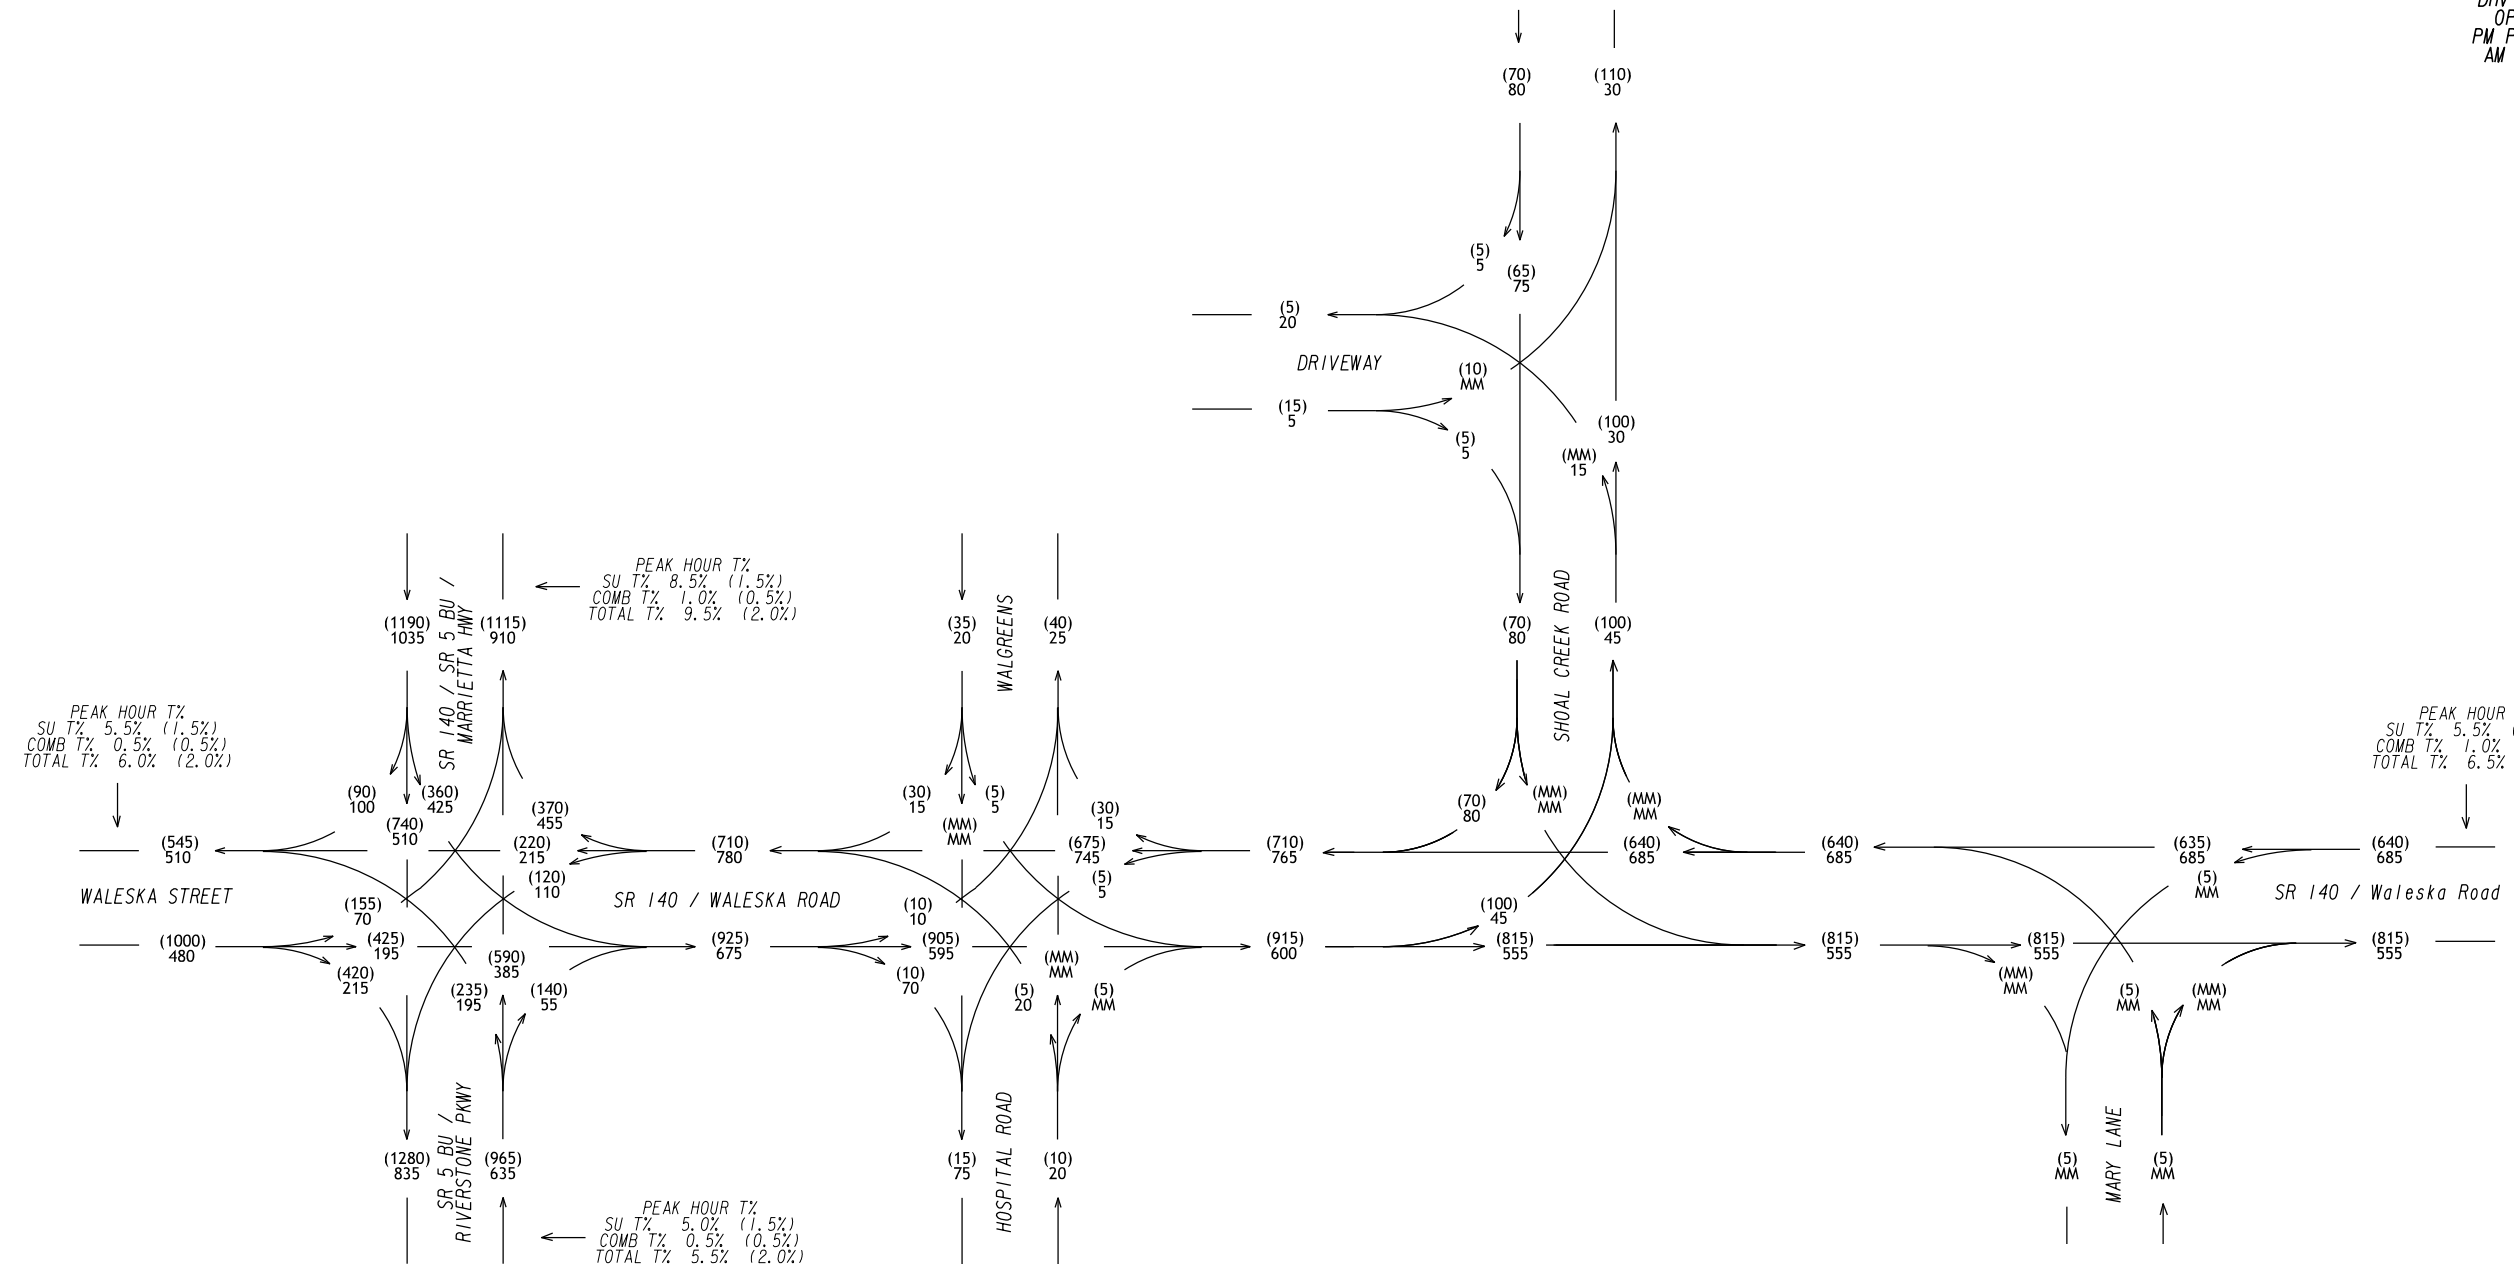 OF
PM
AM
(70)
80
(110)
30
(5)
5
(65)
75
(5)
20
DRIVEWAY
(10)
MM
(15)
5
(5)
5
(100)
30
(MM)
15
PEAK HOUR T%
SU T% 8.5% (1.5%)
COMB T% 1.0% (0.5%)
TOTAL T% 9.5% (2.0%)
SR 140 / SR 5 BU /
MARRIETTA HWY
(1190)
1035
(1115)
910
WALGREENS
(35)
20
(40)
25
SHOAL CREEK ROAD
(70)
80
(100)
45
PEAK HOUR T%
SU T% 5.5% (1.5%)
COMB T% 0.5% (0.5%)
TOTAL T% 6.0% (2.0%)
PEAK HOUR
SU T% 5.5% (
COMB T% 1.0%
TOTAL T% 6.5%
(90)
100
(360)
425
(740)
510
(370)
455
(220)
215
(120)
110
(545)
510
(710)
780
(30)
15
(5)
5
(MM)
MM
(30)
15
(675)
745
(5)
5
(710)
765
(70)
80
(MM)
MM
(MM)
MM
(640)
685
(640)
685
(635)
685
(5)
MM
(640)
685
WALESKA STREET
SR 140 / WALESKA ROAD
SR 140 / Waleska Road
(1000)
480
(155)
70
(425)
195
(420)
215
(590)
385
(235)
195
(140)
55
(925)
675
(10)
10
(905)
595
(10)
70
(MM)
MM
(5)
20
(5)
MM
(915)
600
(100)
45
(815)
555
(815)
555
(815)
555
(MM)
MM
(5)
MM
(MM)
MM
(815)
555
(1280)
835
SR 5 BU /
RIVERSTONE PKWY
(965)
635
(15)
75
HOSPITAL ROAD
(10)
20
(5)
MM
MARY LANE
(5)
MM
PEAK HOUR T%
SU T% 5.0% (1.5%)
COMB T% 0.5% (0.5%)
TOTAL T% 5.5% (2.0%)